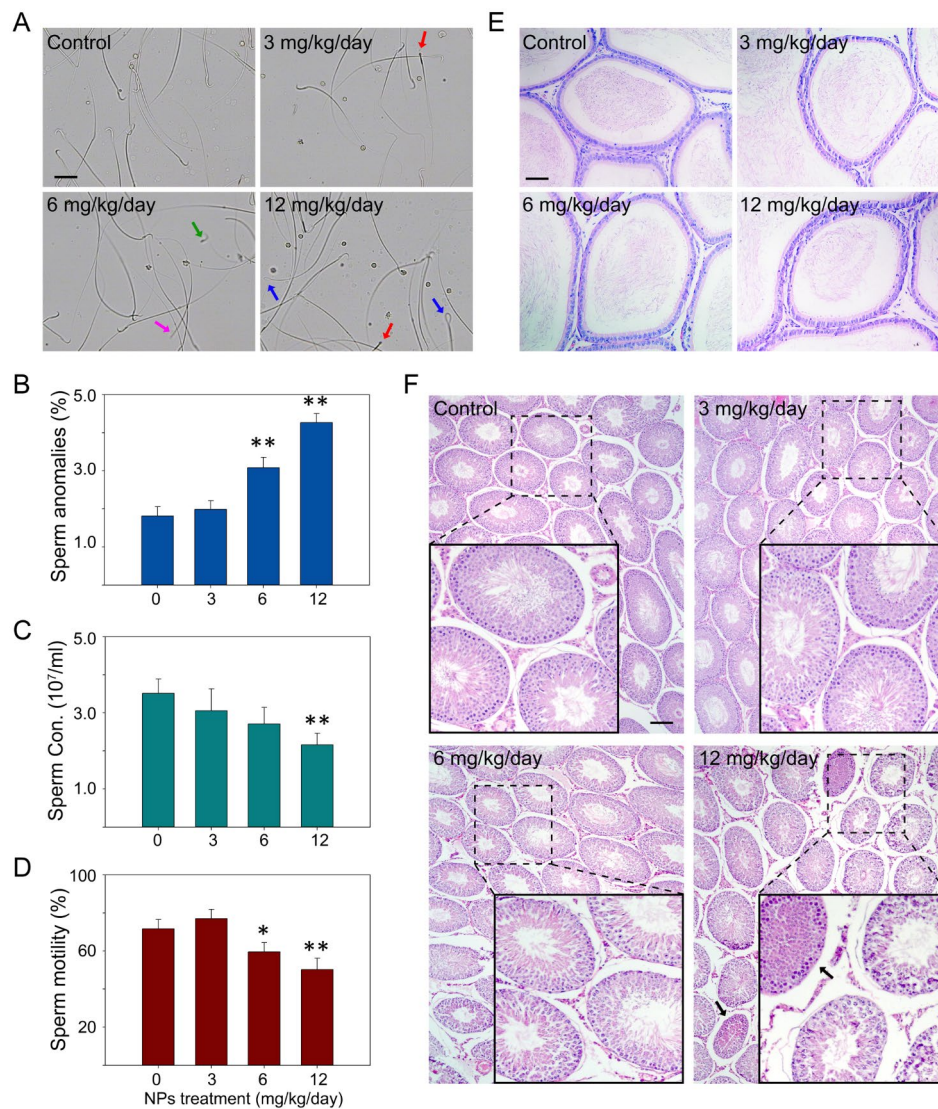 A
Control
3 mg/kg/day
6 mg/kg/day
12 mg/kg/day
B
Sperm anomalies (%)
5.0
3.0
1.0
**
**
0 3 6 12
C
Sperm Con. (10⁷/ml)
5.0
3.0
1.0
**
0 3 6 12
D
Sperm motility (%)
100
60
20
*
**
0 3 6 12
NPs treatment (mg/kg/day)
E
Control
3 mg/kg/day
6 mg/kg/day
12 mg/kg/day
F
Control
3 mg/kg/day
6 mg/kg/day
12 mg/kg/day